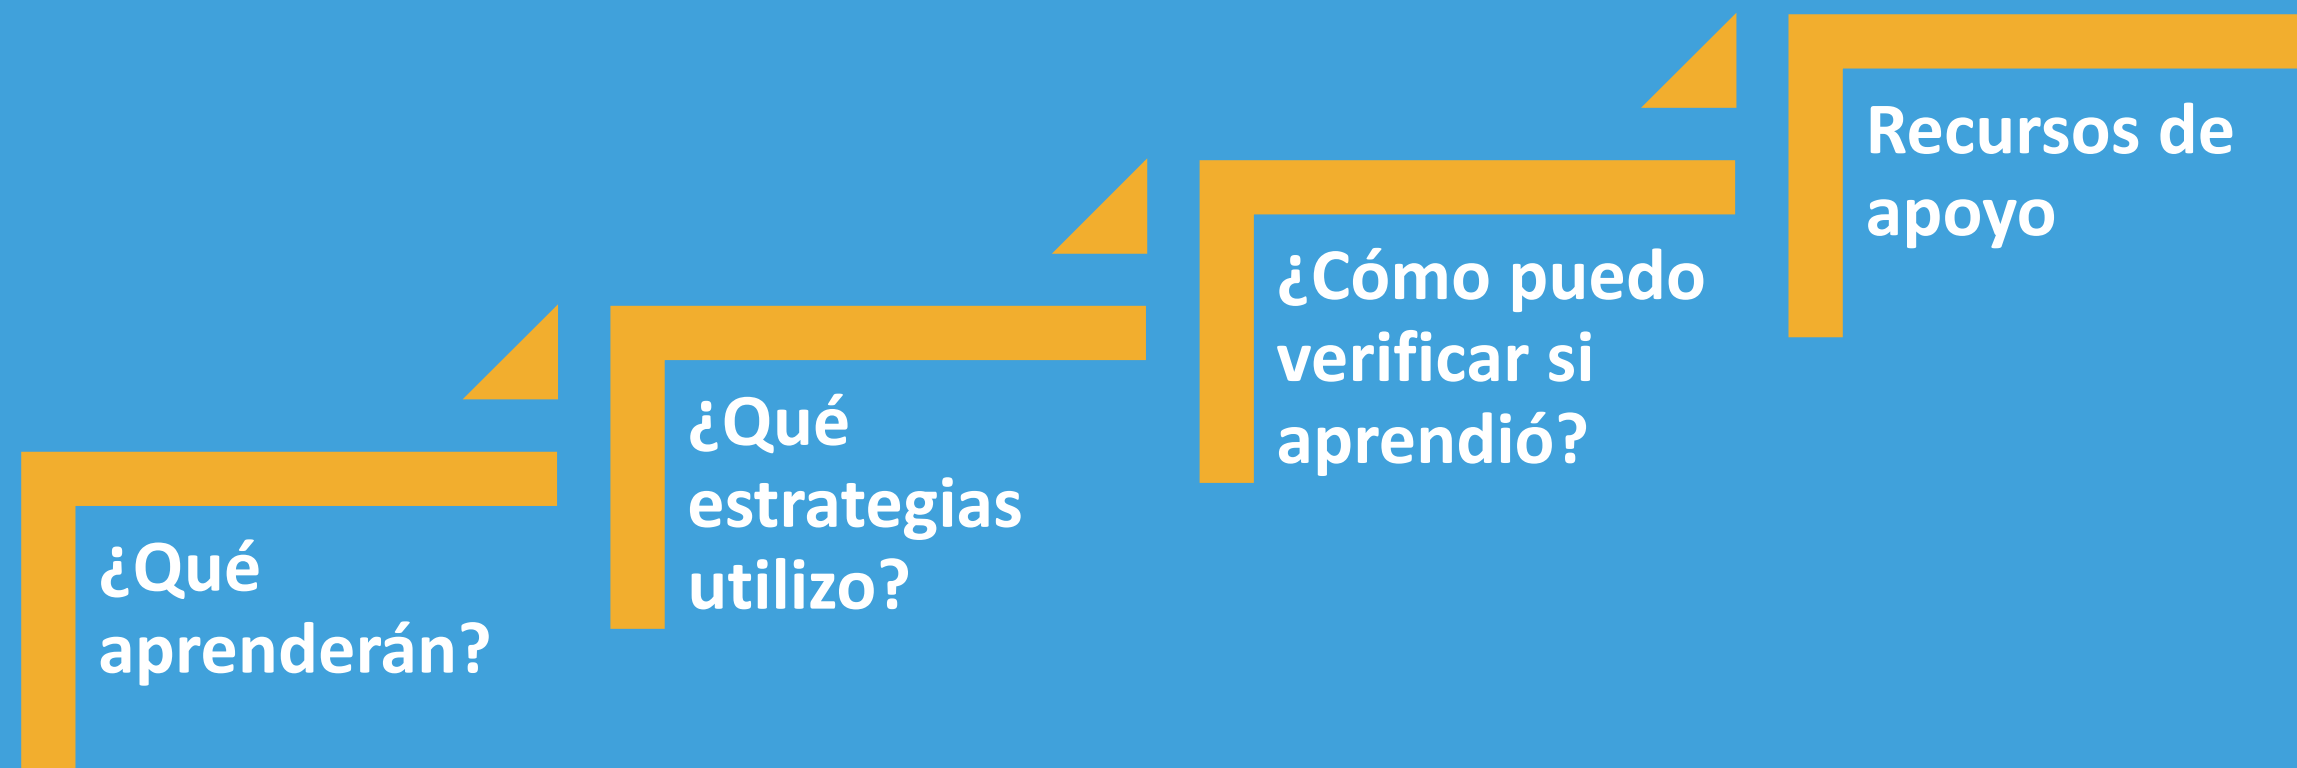 ¿Qué
aprenderán?
¿Qué
estrategias
utilizo?
¿Cómo puedo
verificar si
aprendió?
Recursos de
apoyo